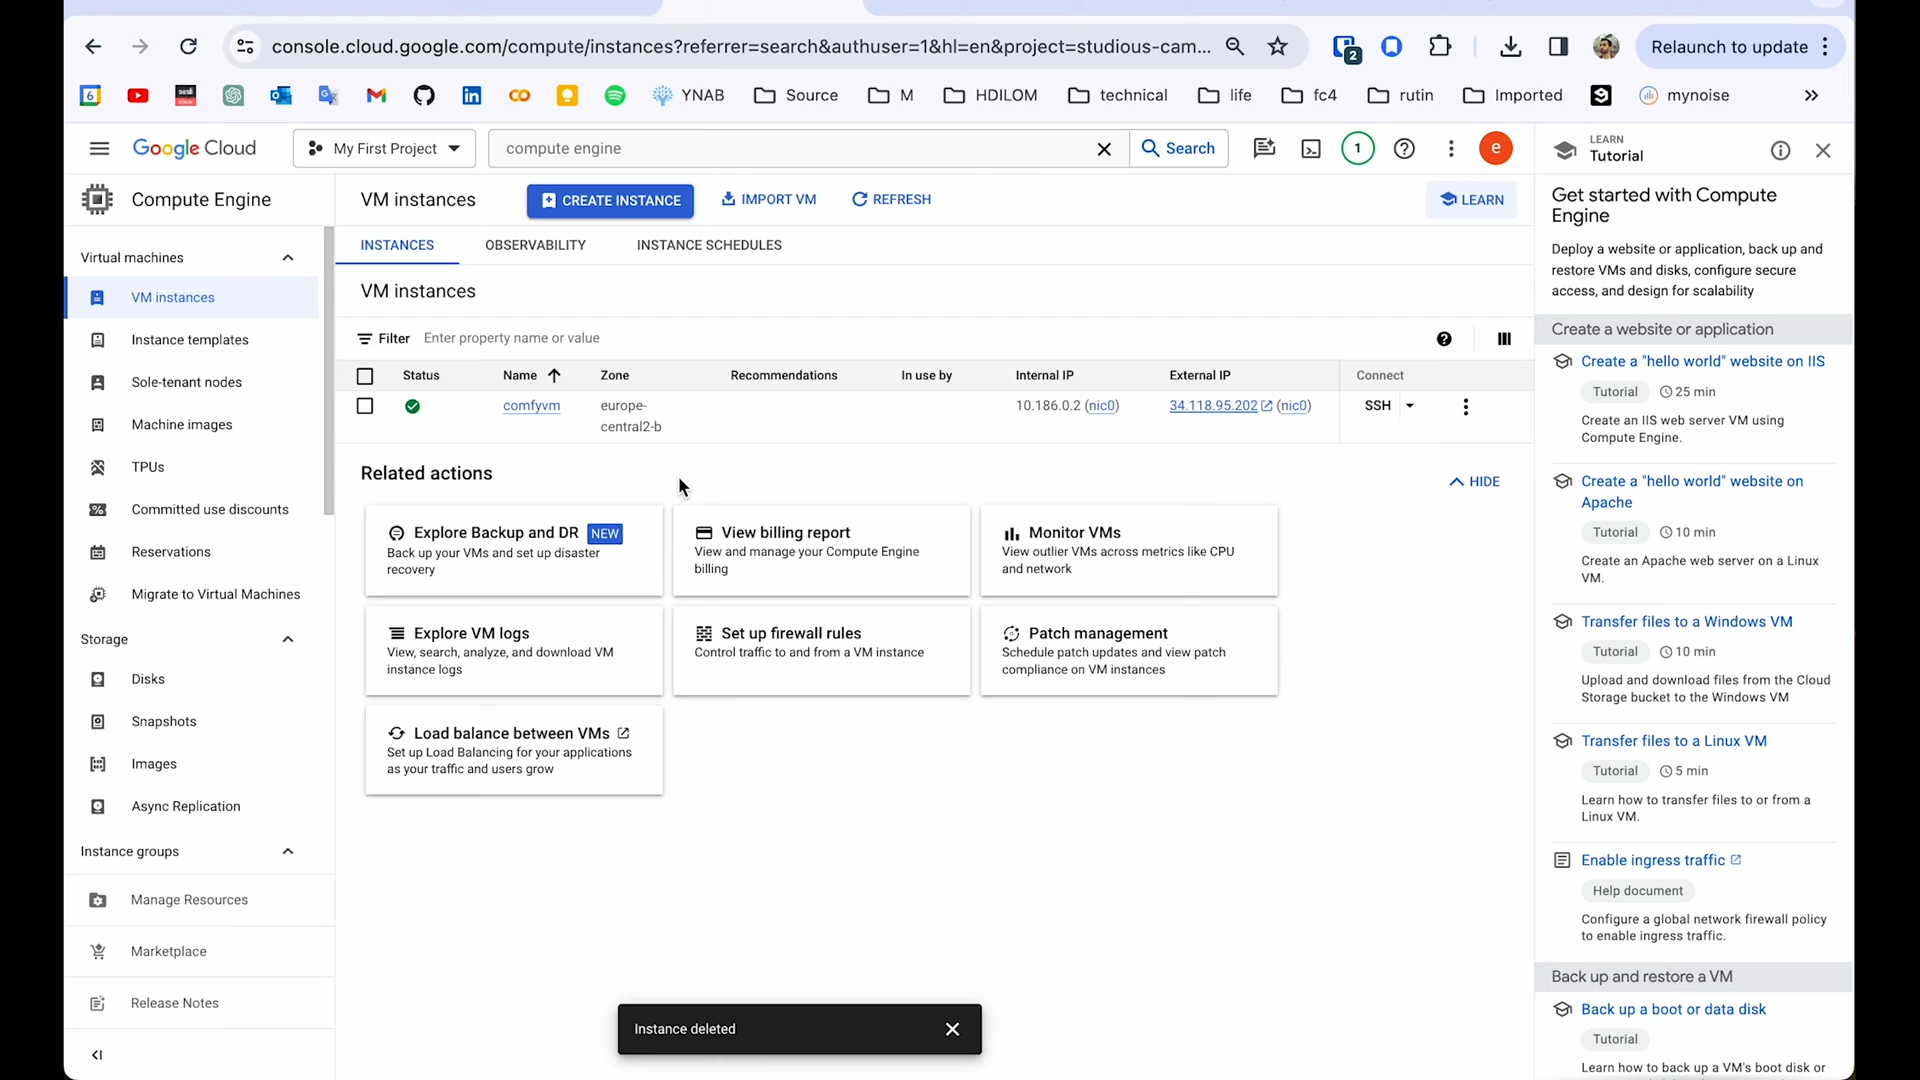 console.cloud.google.com/compute/instances?referrer=search&authuser=1&hl=en&project=studious-cam...
2
Relaunch to update
6
YNAB
Source
M
HDILOM
technical
life
fc4
rutin
Imported
mynoise
Google Cloud
My First Project
compute engine
Search
1
e
LEARN
Tutorial
Compute Engine
VM instances
CREATE INSTANCE
IMPORT VM
REFRESH
LEARN
Get started with Compute
Engine
INSTANCES
OBSERVABILITY
INSTANCE SCHEDULES
Deploy a website or application, back up and
restore VMs and disks, configure secure
access, and design for scalability
Virtual machines
VM instances
Instance templates
Sole-tenant nodes
Machine images
TPUs
Committed use discounts
Reservations
Migrate to Virtual Machines
Storage
Disks
Snapshots
Images
Async Replication
Instance groups
Manage Resources
Marketplace
Release Notes
VM instances
Filter Enter property name or value
Status Name Zone Recommendations In use by Internal IP External IP Connect
comfyvm europe- 10.186.0.2 (nic0) 34.118.95.202 (nic0) SSH
central2-b
Related actions
HIDE
Explore Backup and DR NEW
Back up your VMs and set up disaster
recovery
View billing report
View and manage your Compute Engine
billing
Monitor VMs
View outlier VMs across metrics like CPU
and network
Explore VM logs
View, search, analyze, and download VM
instance logs
Set up firewall rules
Control traffic to and from a VM instance
Patch management
Schedule patch updates and view patch
compliance on VM instances
Load balance between VMs
Set up Load Balancing for your applications
as your traffic and users grow
Instance deleted
Create a website or application
Create a "hello world" website on IIS
Tutorial 25 min
Create an IIS web server VM using
Compute Engine.
Create a "hello world" website on
Apache
Tutorial 10 min
Create an Apache web server on a Linux
VM.
Transfer files to a Windows VM
Tutorial 10 min
Upload and download files from the Cloud
Storage bucket to the Windows VM
Transfer files to a Linux VM
Tutorial 5 min
Learn how to transfer files to or from a
Linux VM.
Enable ingress traffic
Help document
Configure a global network firewall policy
to enable ingress traffic.
Back up and restore a VM
Back up a boot or data disk
Tutorial
Learn how to back up a VM's boot disk or